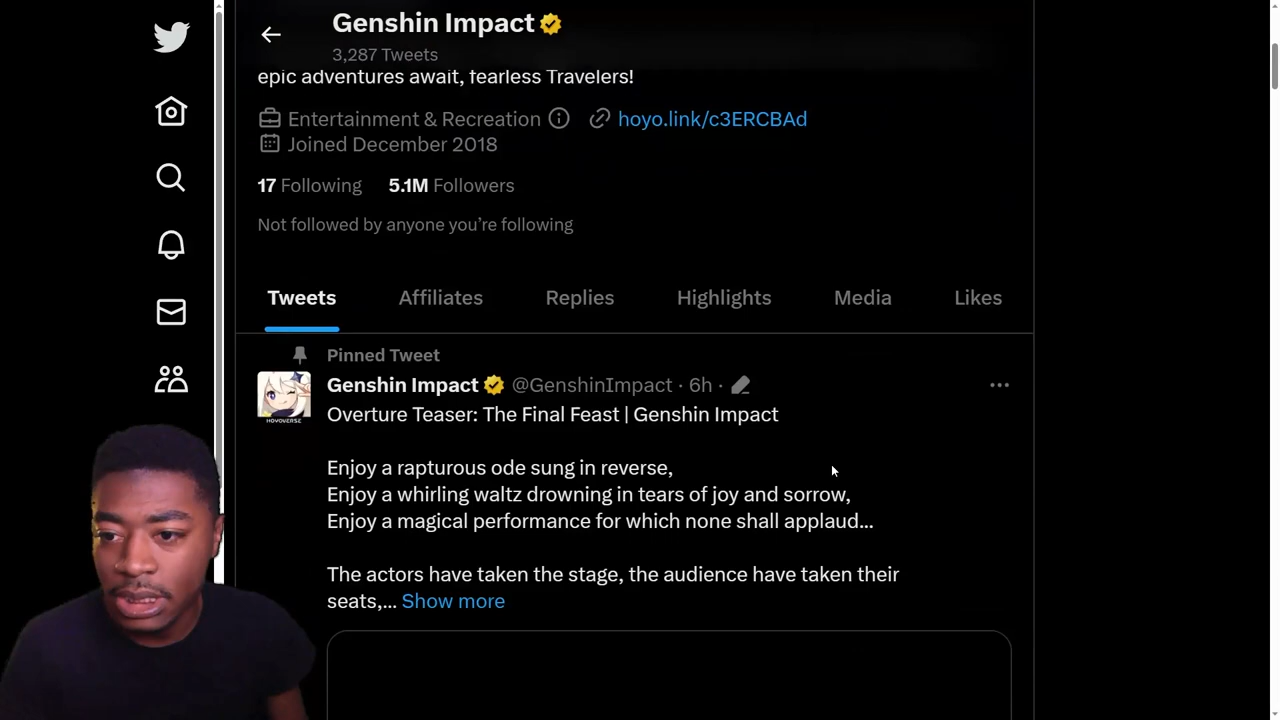 Genshin Impact
3,287 Tweets
epic adventures await, fearless Travelers!
Entertainment & Recreation hoyo.link/c3ERCBAd
Joined December 2018
17 Following 5.1M Followers
Not followed by anyone you’re following
Tweets Affiliates Replies Highlights Media Likes
Pinned Tweet
Genshin Impact @GenshinImpact · 6h ·
Overture Teaser: The Final Feast | Genshin Impact
Enjoy a rapturous ode sung in reverse,
Enjoy a whirling waltz drowning in tears of joy and sorrow,
Enjoy a magical performance for which none shall applaud...
The actors have taken the stage, the audience have taken their
seats,... Show more
HOYOVERSE